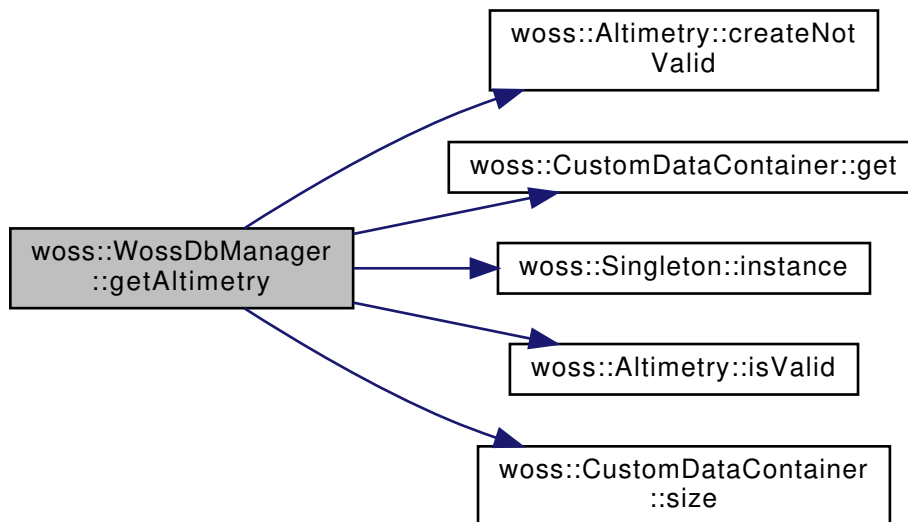 woss::Altimetry::createNot
Valid
woss::CustomDataContainer::get
woss::WossDbManager
::getAltimetry
woss::Singleton::instance
woss::Altimetry::isValid
woss::CustomDataContainer
::size